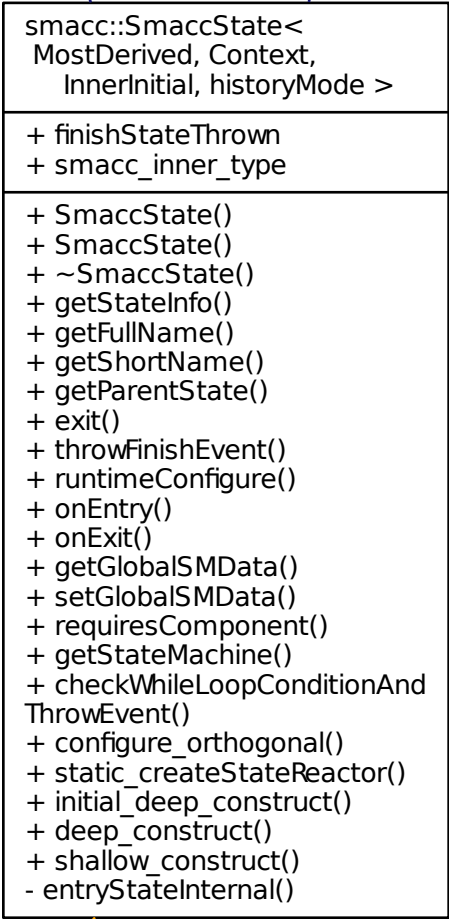 smacc::SmaccState<
MostDerived, Context,
InnerInitial, historyMode >
+ finishStateThrown
+ smacc_inner_type
+ SmaccState()
+ SmaccState()
+ ~SmaccState()
+ getStateInfo()
+ getFullName()
+ getShortName()
+ getParentState()
+ exit()
+ throwFinishEvent()
+ runtimeConfigure()
+ onEntry()
+ onExit()
+ getGlobalSMData()
+ setGlobalSMData()
+ requiresComponent()
+ getStateMachine()
+ checkWhileLoopConditionAnd
ThrowEvent()
+ configure_orthogonal()
+ static_createStateReactor()
+ initial_deep_construct()
+ deep_construct()
+ shallow_construct()
- entryStateInternal()